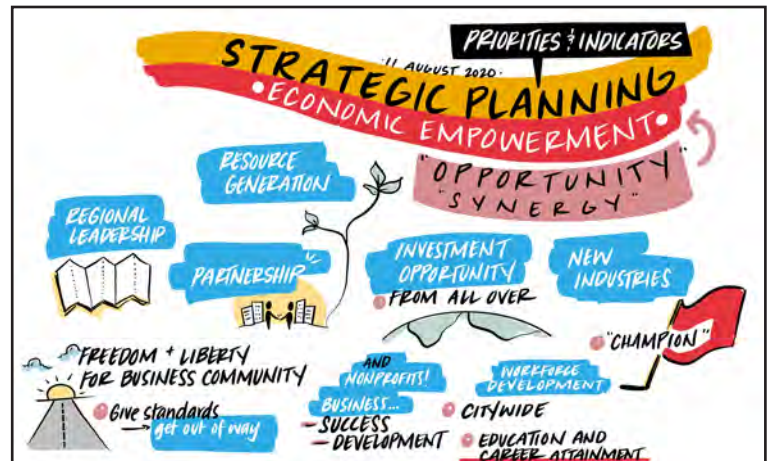 PRIORITIES & INDICATORS
· 11 AUGUST 2020 ·
STRATEGIC PLANNING
• ECONOMIC EMPOWERMENT •
"OPPORTUNITY"
"SYNERGY"
RESOURCE
GENERATION
REGIONAL
LEADERSHIP
PARTNERSHIP
INVESTMENT
OPPORTUNITY
FROM ALL OVER
NEW
INDUSTRIES
"CHAMPION"
FREEDOM + LIBERTY
FOR BUSINESS COMMUNITY
Give standards
→ get out of way
AND
NONPROFITS!
BUSINESS...
- SUCCESS
- DEVELOPMENT
WORKFORCE
DEVELOPMENT
CITYWIDE
EDUCATION AND
CAREER ATTAINMENT